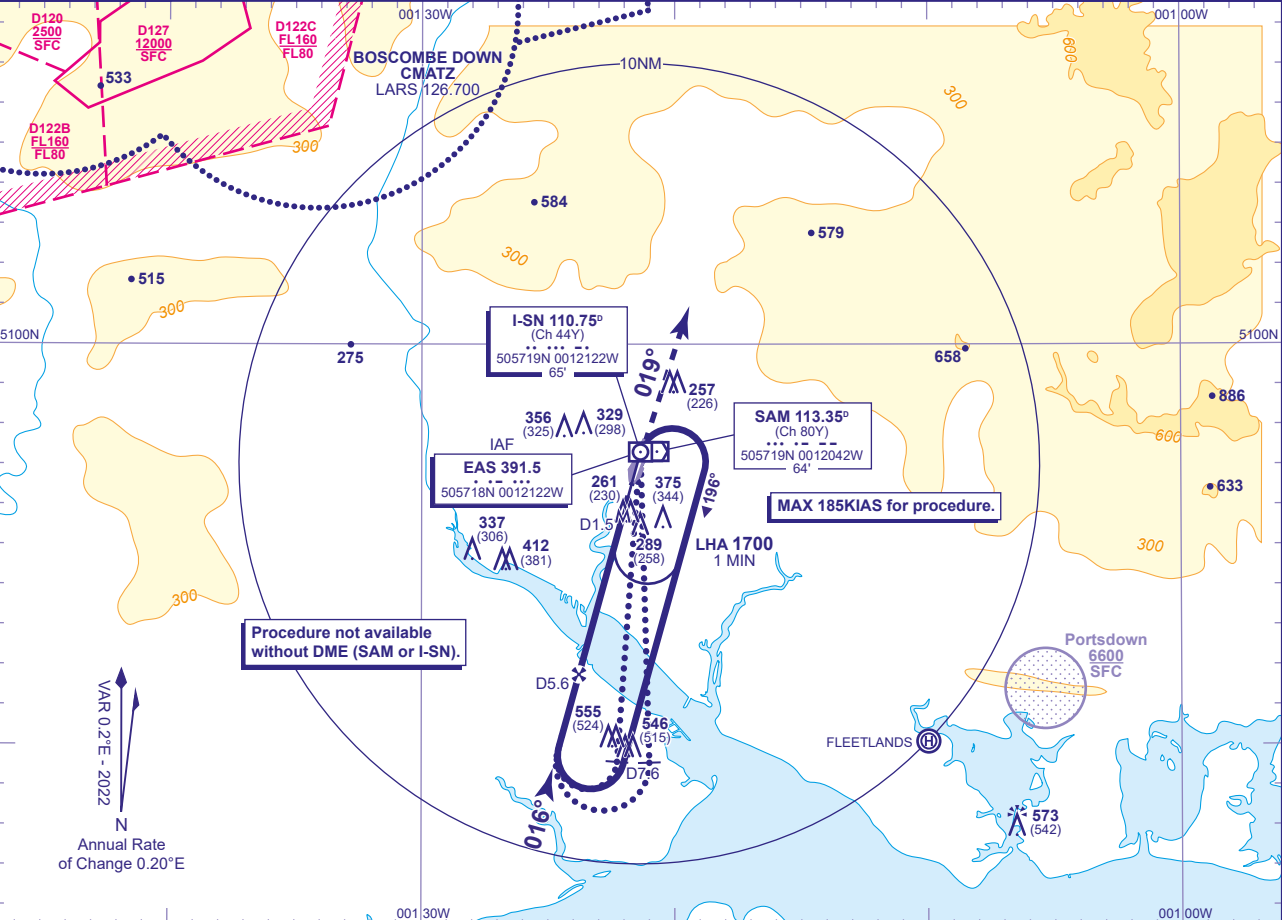 001:30W
001:00W
D120
2500
SFC
D127
12000
SFC
D122C
FL160
FL80
600
BOSCOMBE DOWN
CMATZ
LARS 126.700
10NM
533
300
D122B
FL160
FL80
300
584
579
300
515
300
5100N
5100N
275
I-SN 110.75ᴰ
(Ch 44Y)
505719N 0012122W
65'
019°
658
257
(226)
886
356
(325)
329
(298)
SAM 113.35ᴰ
(Ch 80Y)
505719N 0012042W
64'
600
IAF
EAS 391.5
505718N 0012122W
261
(230)
375
(344)
196°
633
MAX 185KIAS for procedure.
D1.5
337
(306)
412
(381)
289
(258)
LHA 1700
1 MIN
300
300
Procedure not available
without DME (SAM or I-SN).
Portsdown
6600
SFC
D5.6
VAR 0.2°E - 2022
555
(524)
546
(515)
FLEETLANDS
H
D7.6
016°
573
(542)
N
Annual Rate
of Change 0.20°E
001:30W
001:00W